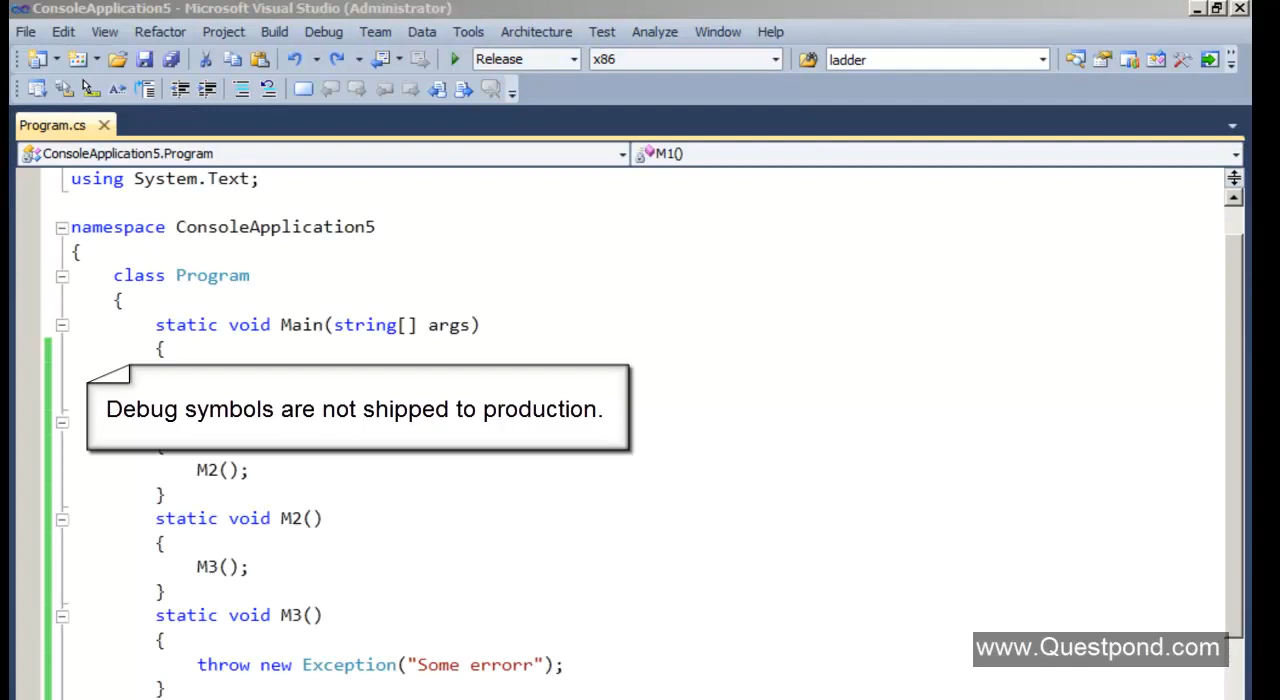 ConsoleApplication5 - Microsoft Visual Studio (Administrator)
File Edit View Refactor Project Build Debug Team Data Tools Architecture Test Analyze Window Help
Release x86 ladder
Program.cs
ConsoleApplication5.Program M1()
using System.Text;
namespace ConsoleApplication5
{
class Program
{
static void Main(string[] args)
{
Debug symbols are not shipped to production.
M2();
}
static void M2()
{
M3();
}
static void M3()
{
throw new Exception("Some errorr");
}
www.Questpond.com